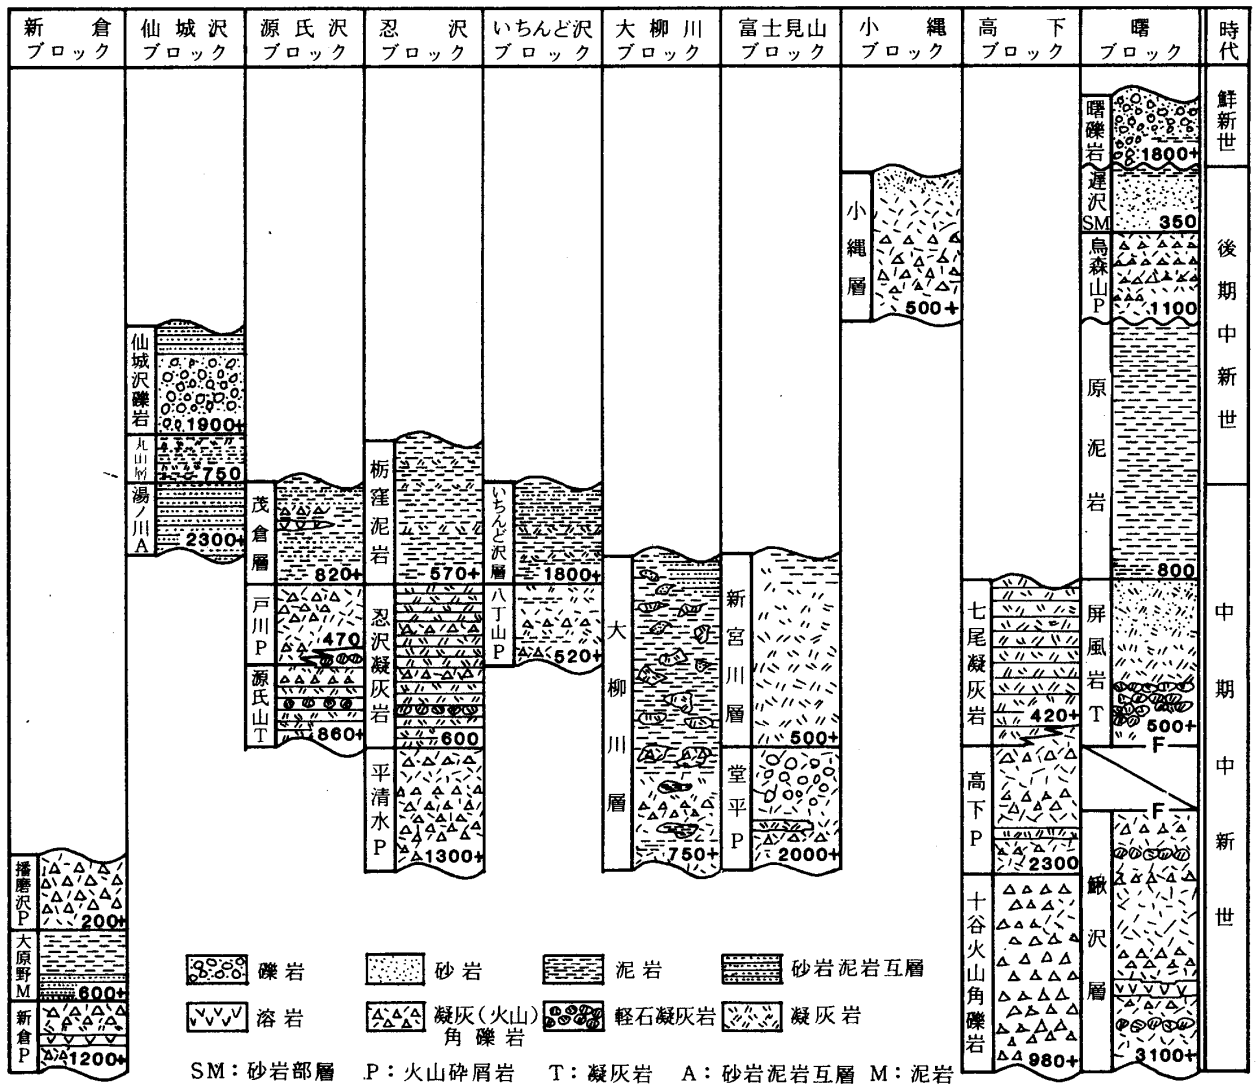 新倉ブロック
仙城沢ブロック
源氏沢ブロック
忍沢ブロック
いちんど沢ブロック
大柳川ブロック
富士見山ブロック
小縄ブロック
高下ブロック
曙ブロック
時代
播磨沢P
200+
大原野M
600+
新倉P
1200+
仙城沢礫岩
1900+
丸山層
750
湯ノ川A
2300+
茂倉層
820+
戸川P
470
源氏山T
860+
栃窪泥岩
570+
忍沢凝灰岩
600
平清水P
1300+
いちんど沢層
1800+
八丁山P
520+
大柳川層
750+
新宮川層
500+
堂平P
2000+
小縄層
500+
七尾凝灰岩
420+
高下P
2300
十谷火山角礫岩
980+
曙礫岩
1800+
遅沢SM
350
烏森山P
1100
原泥岩
800
屏風岩T
500+
F
F
鰍沢層
3100+
鮮新世
後期中新世
中期中新世
礫岩
砂岩
泥岩
砂岩泥岩互層
溶岩
凝灰(火山)
角礫岩
軽石凝灰岩
凝灰岩
SM：砂岩部層 P：火山砕屑岩 T：凝灰岩 A：砂岩泥岩互層 M：泥岩